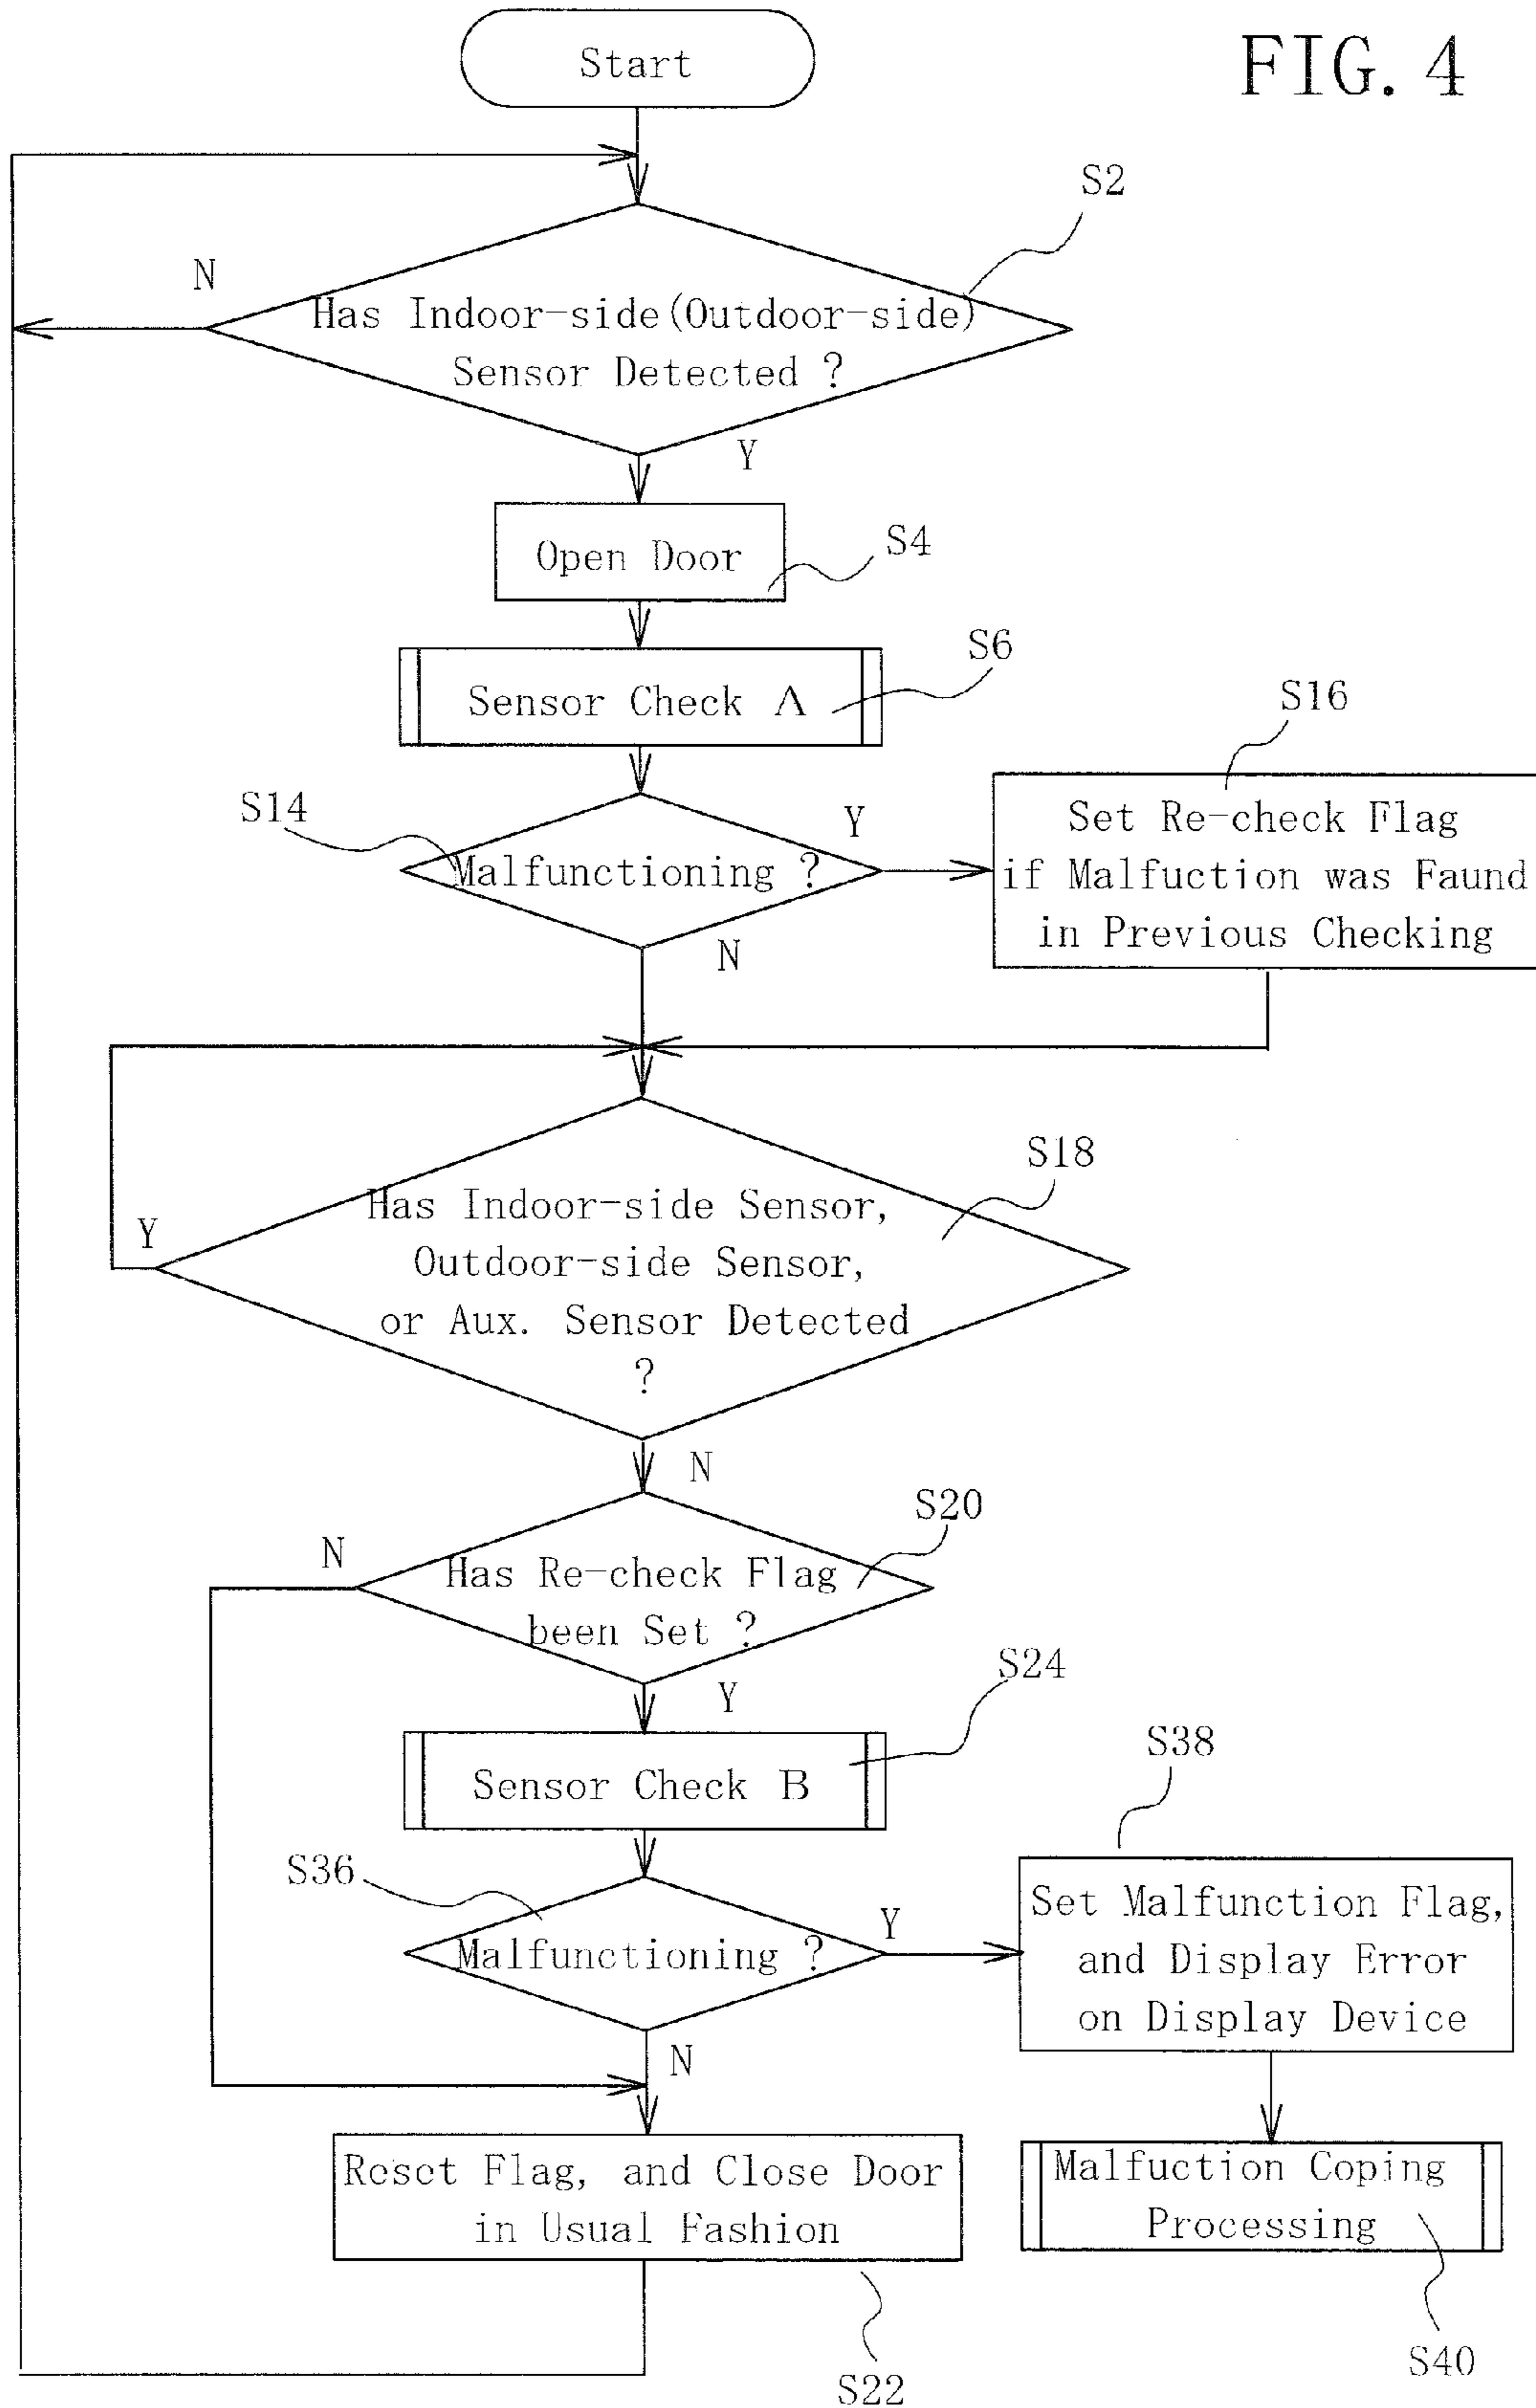 FIG. 4
Start
S2
N
Has Indoor-side(Outdoor-side)
Sensor Detected ?
Y
Open Door
S4
Sensor Check A
S6
S14
Malfunctioning ?
Y
N
S16
Set Re-check Flag
if Malfuction was Faund
in Previous Checking
S18
Y
Has Indoor-side Sensor,
Outdoor-side Sensor,
or Aux. Sensor Detected
?
N
S20
N
Has Re-check Flag
been Set ?
Y
S24
Sensor Check B
S36
Malfunctioning ?
Y
N
S38
Set Malfunction Flag,
and Display Error
on Display Device
Reset Flag, and Close Door
in Usual Fashion
S22
Malfuction Coping
Processing
S40